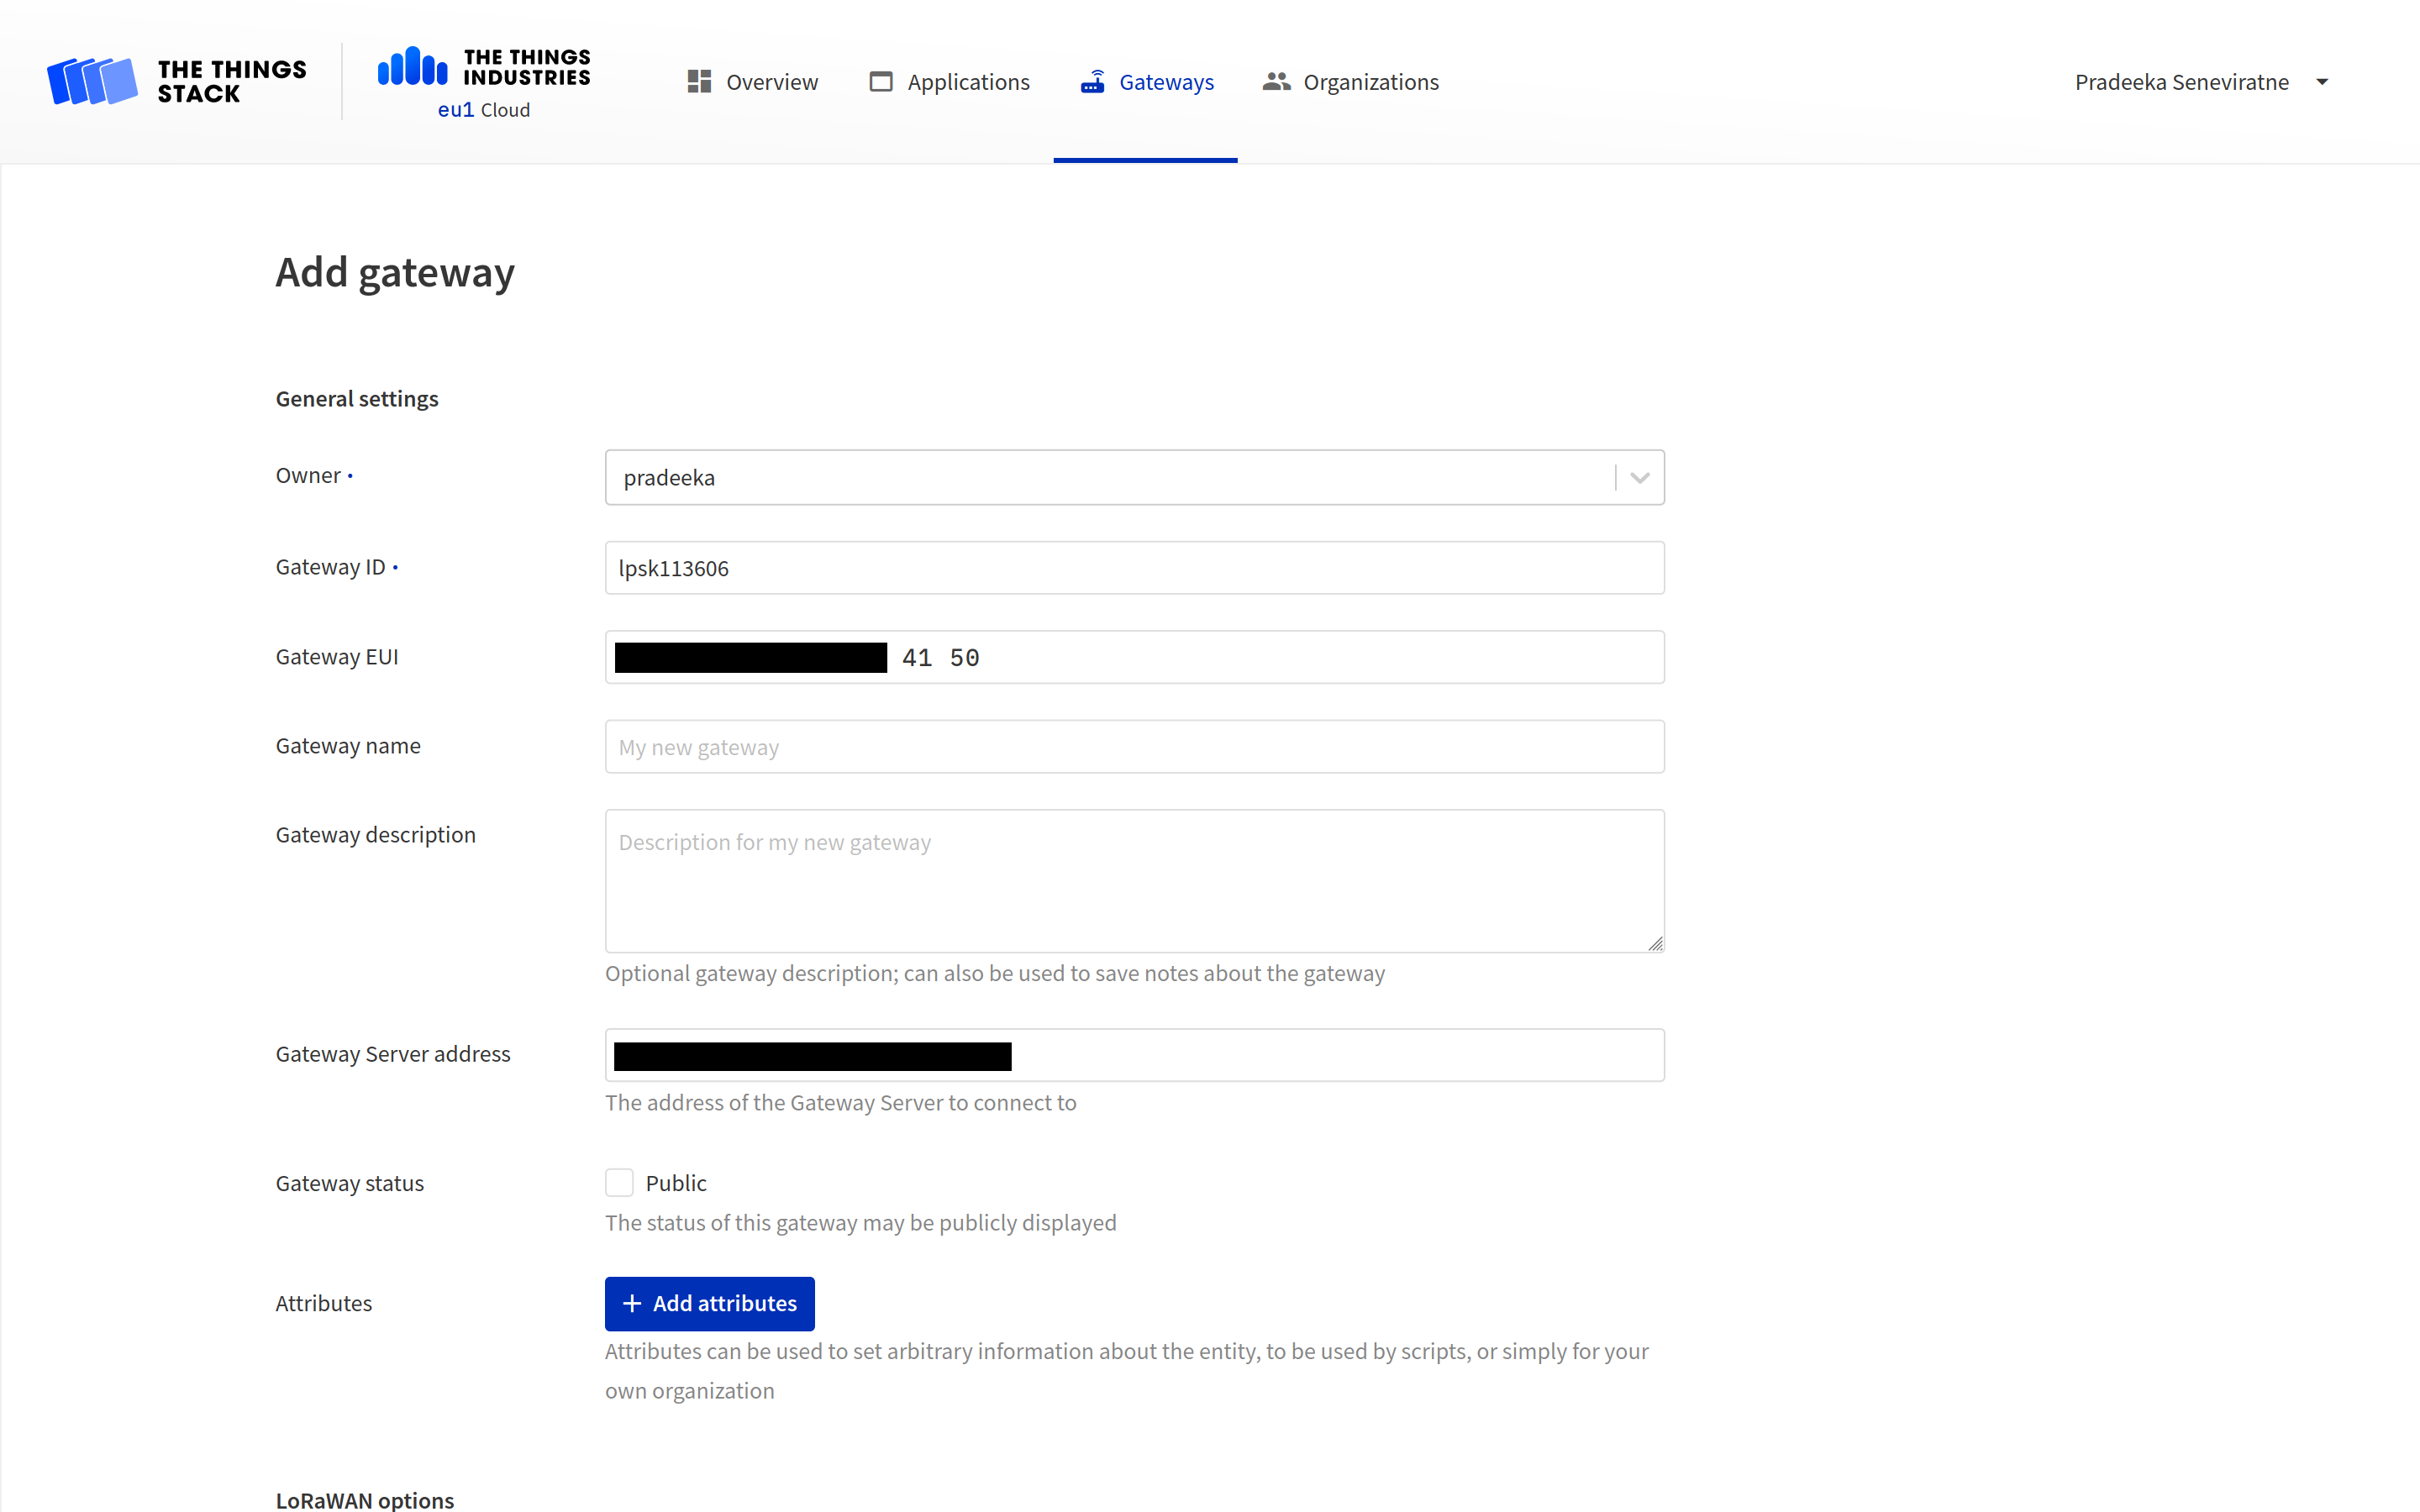 THE THINGS
STACK
THE THINGS
INDUSTRIES
eu1 Cloud
Overview
Applications
Gateways
Organizations
Pradeeka Seneviratne
Add gateway
General settings
Owner •
pradeeka
Gateway ID •
lpsk113606
Gateway EUI
41 50
Gateway name
My new gateway
Gateway description
Description for my new gateway
Optional gateway description; can also be used to save notes about the gateway
Gateway Server address
The address of the Gateway Server to connect to
Gateway status
Public
The status of this gateway may be publicly displayed
Attributes
+ Add attributes
Attributes can be used to set arbitrary information about the entity, to be used by scripts, or simply for your
own organization
LoRaWAN options